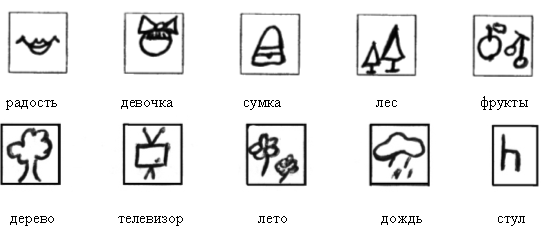 радость девочка сумка лес фрукты
дерево телевизор лето дождь стул